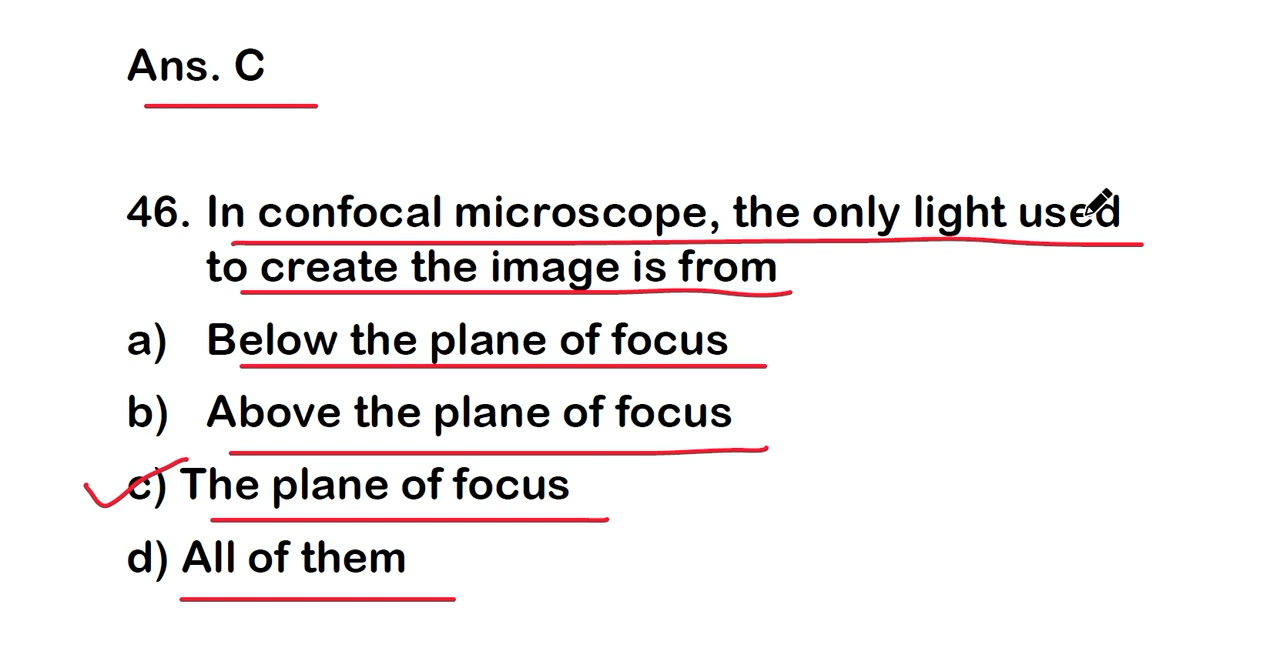 Ans. C
46. In confocal microscope, the only light used
to create the image is from
a) Below the plane of focus
b) Above the plane of focus
c) The plane of focus
d) All of them